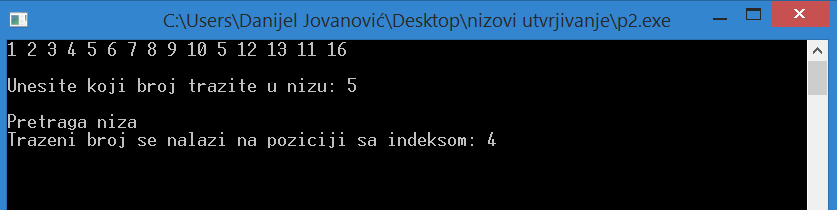 C:\Users\Danijel Jovanović\Desktop\nizovi utvrjivanje\p2.exe
1 2 3 4 5 6 7 8 9 10 5 12 13 11 16
Unesite koji broj trazite u nizu: 5
Pretraga niza
Trazeni broj se nalazi na poziciji sa indeksom: 4